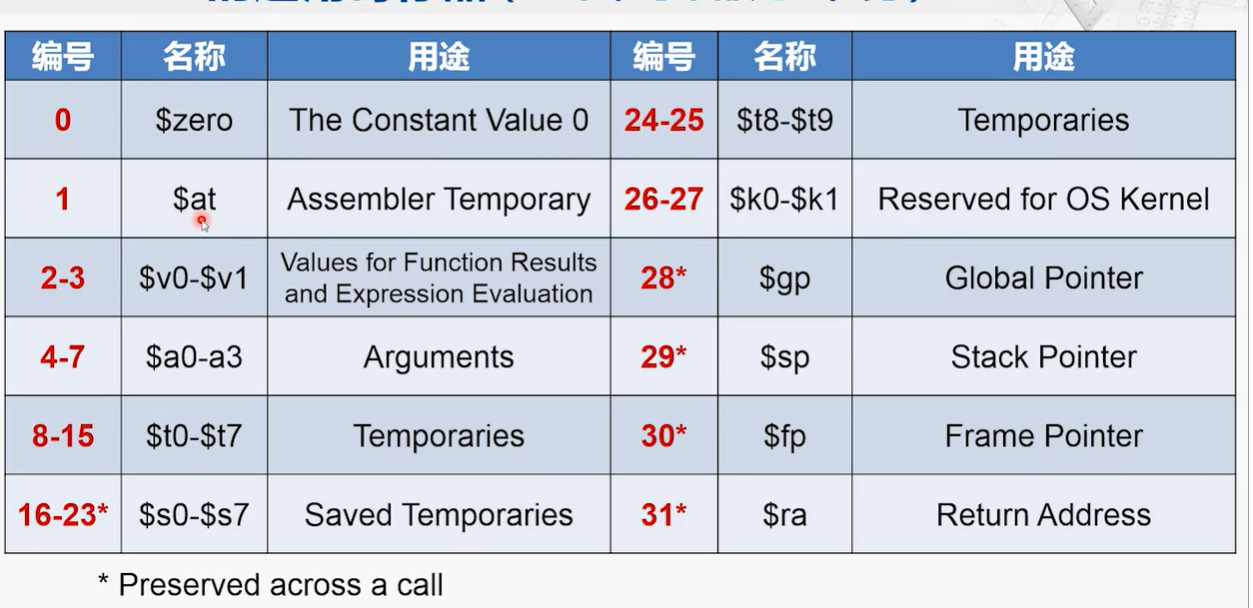 编号 名称 用途 编号 名称 用途
0 $zero The Constant Value 0 24-25 $t8-$t9 Temporaries
1 $at Assembler Temporary 26-27 $k0-$k1 Reserved for OS Kernel
2-3 $v0-$v1 Values for Function Results
and Expression Evaluation 28* $gp Global Pointer
4-7 $a0-a3 Arguments 29* $sp Stack Pointer
8-15 $t0-$t7 Temporaries 30* $fp Frame Pointer
16-23* $s0-$s7 Saved Temporaries 31* $ra Return Address
* Preserved across a call